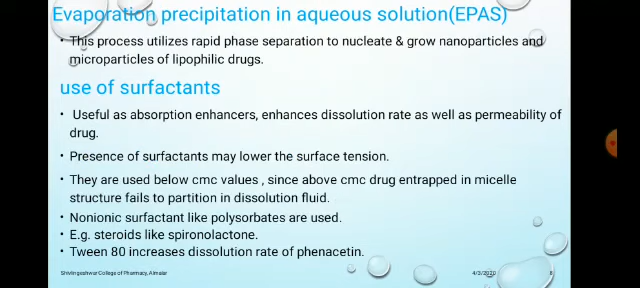 Evaporation precipitation in aqueous solution(EPAS)
• This process utilizes rapid phase separation to nucleate & grow nanoparticles and
microparticles of lipophilic drugs.
use of surfactants
• Useful as absorption enhancers, enhances dissolution rate as well as permeability of
drug.
• Presence of surfactants may lower the surface tension.
• They are used below cmc values , since above cmc drug entrapped in micelle
structure fails to partition in dissolution fluid.
• Nonionic surfactant like polysorbates are used.
• E.g. steroids like spironolactone.
• Tween 80 increases dissolution rate of phenacetin.
Shivlingeshwar College of Pharmacy, Almalar 4/3/2020 8